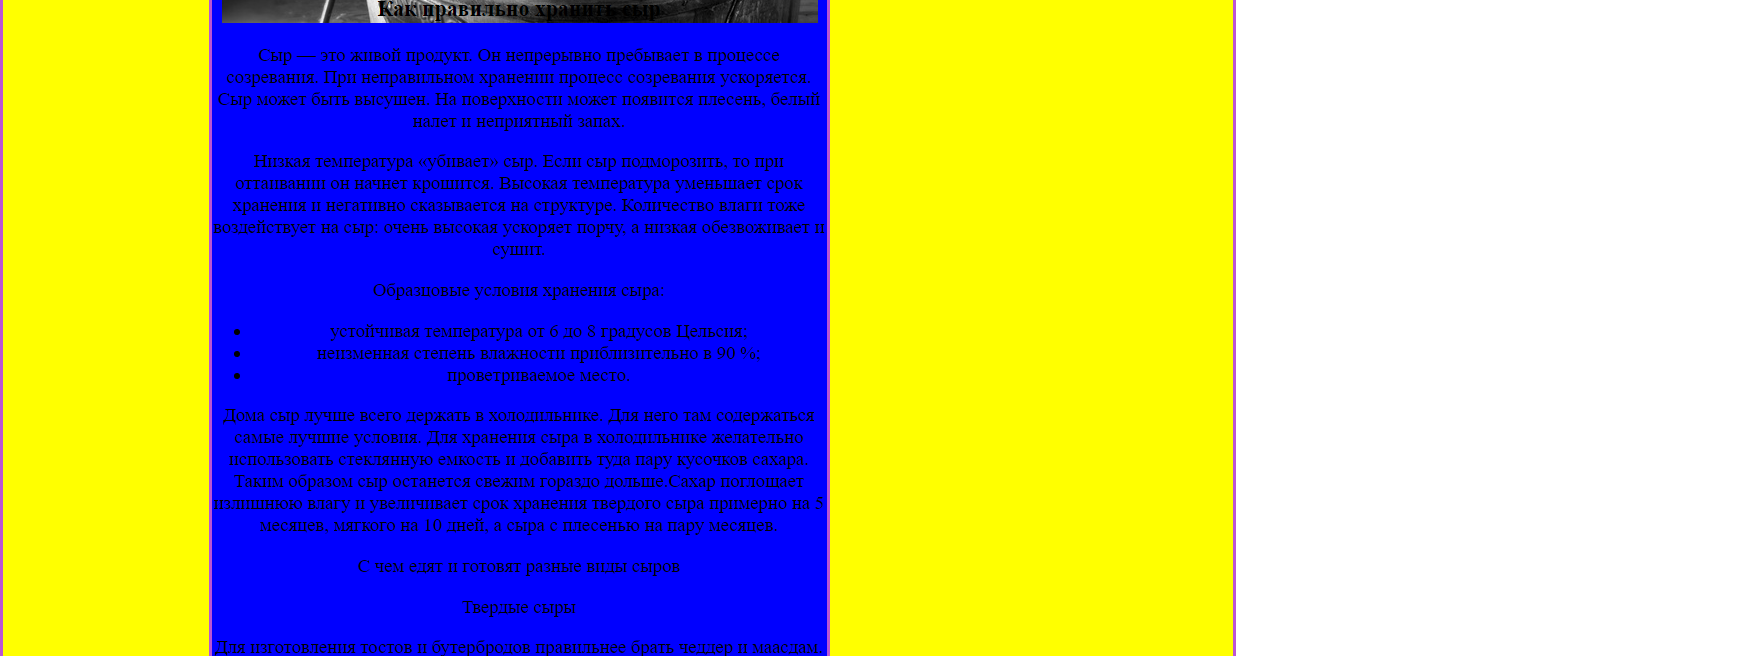 Как правильно хранить сыр
Сыр — это живой продукт. Он непрерывно пребывает в процессе
созревания. При неправильном хранении процесс созревания ускоряется.
Сыр может быть высушен. На поверхности может появится плесень, белый
налет и неприятный запах.
Низкая температура «убивает» сыр. Если сыр подморозить, то при
оттаивании он начнет крошится. Высокая температура уменьшает срок
хранения и негативно сказывается на структуре. Количество влаги тоже
воздействует на сыр: очень высокая ускоряет порчу, а низкая обезвоживает и
сушит.
Образцовые условия хранения сыра:
• устойчивая температура от 6 до 8 градусов Цельсия;
• неизменная степень влажности приблизительно в 90 %;
• проветриваемое место.
Дома сыр лучше всего держать в холодильнике. Для него там содержаться
самые лучшие условия. Для хранения сыра в холодильнике желательно
использовать стеклянную емкость и добавить туда пару кусочков сахара.
Таким образом сыр останется свежим гораздо дольше.Сахар поглощает
излишнюю влагу и увеличивает срок хранения твердого сыра примерно на 5
месяцев, мягкого на 10 дней, а сыра с плесенью на пару месяцев.
С чем едят и готовят разные виды сыров
Твердые сыры
Для изготовления тостов и бутербродов правильнее брать чеддер и маасдам.